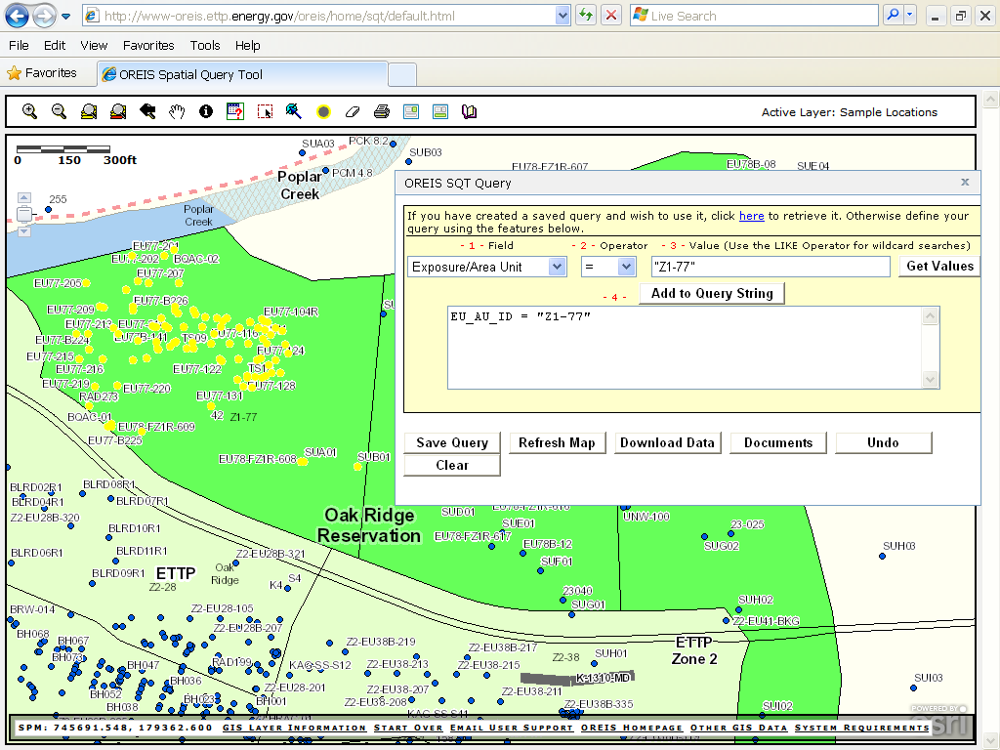 http://www-oreis.ettp.energy.gov/oreis/home/sqt/default.html
Live Search
File Edit View Favorites Tools Help
Favorites
OREIS Spatial Query Tool
Active Layer: Sample Locations
0 150 300ft
SUA03
PCK 8.2
SUB03
PCM 4.8
Poplar
Creek
EU78-FZ1R-607
EU78B-08
SUE04
255
Poplar
Creek
EU77-201
EU77-202
BQAC-02
EU77-207
EU77-205
EU77-B226
EU77-209
EU77-104R
EU77-213
EU77-B224
EU77B-141
TS09
EU77-116
EU77-215
EU77-124
EU77-216
EU77-122
TS1
EU77-219
EU77-220
EU77-128
RAD273
EU77-131
BQAC-01
42
Z1-77
EU78-FZ1R-609
EU77-B225
EU78-FZ1R-608
SUA01
SUB01
OREIS SQT Query
x
If you have created a saved query and wish to use it, click here to retrieve it. Otherwise define your
query using the features below.
- 1 - Field - 2 - Operator - 3 - Value (Use the LIKE Operator for wildcard searches)
Exposure/Area Unit = "Z1-77" Get Values
- 4 - Add to Query String
EU_AU_ID = "Z1-77"
Save Query Refresh Map Download Data Documents Undo
Clear
BLRD02R1
BLRD08R1
BLRD04R1
BLRD07R1
Z2-EU28B-320
BLRD10R1
BLRD06R1
BLRD11R1
BLRD09R1
ETTP
Z2-28
Oak
Ridge
Z2-EU28B-321
K4
S4
Oak Ridge
Reservation
SUD01
EU78-FZ1R-616
SUE01
EU78-FZ1R-617
EU78B-12
SUF01
UNW-100
23-025
SUG02
SUH03
23040
SUG01
SUH02
Z2-EU41-BKG
BRW-014
Z2-EU28-105
Z2-EU28B-207
BH068
BH067
BH073
BH047
RAD199
BH036
BH052
BH023
BH038
BH001
KAG-SS-S12
Z2-EU28-201
Z2-EU38B-219
Z2-EU38B-217
Z2-EU38-213
Z2-EU38-215
Z2-EU38-207
Z2-EU38-208
Z2-EU38-211
KAG-SS-S41
Z2-38
SUH01
K-1310-MD
Z2-EU38B-335
ETTP
Zone 2
SUI03
SUI02
POWERED BY
esri
SPM: 745691.548, 179362.600 GIS Layer Information Start Over Email User Support OREIS Homepage Other GIS Data System Requirements